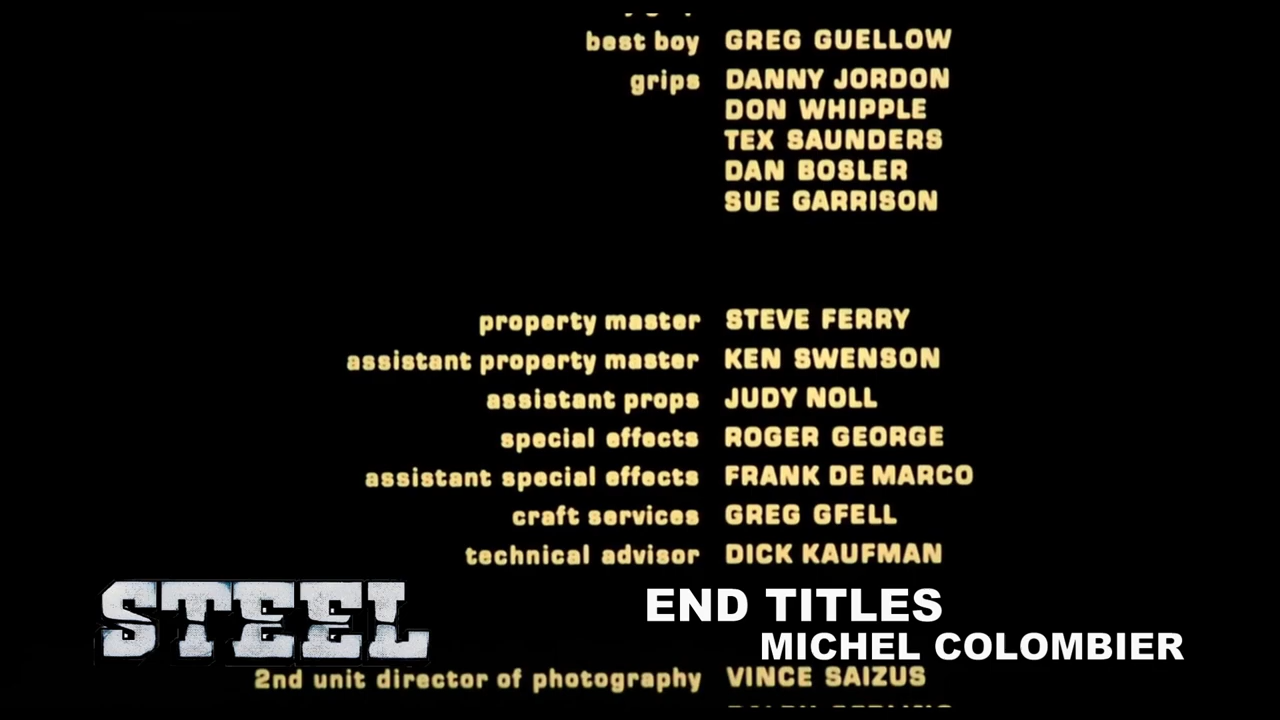 best boy GREG GUELLOW
grips DANNY JORDON
DON WHIPPLE
TEX SAUNDERS
DAN BOSLER
SUE GARRISON
property master STEVE FERRY
assistant property master KEN SWENSON
assistant props JUDY NOLL
special effects ROGER GEORGE
assistant special effects FRANK DE MARCO
craft services GREG GFELL
technical advisor DICK KAUFMAN
STEEL
END TITLES
MICHEL COLOMBIER
2nd unit director of photography VINCE SAIZUS